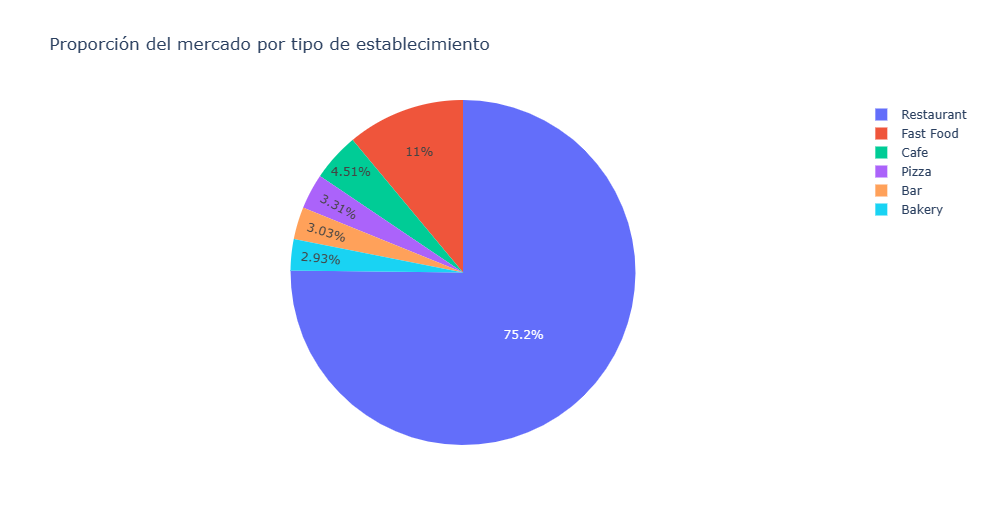 Proporción del mercado por tipo de establecimiento
Restaurant
Fast Food
Cafe
Pizza
Bar
Bakery
11%
4.51%
3.31%
3.03%
2.93%
75.2%